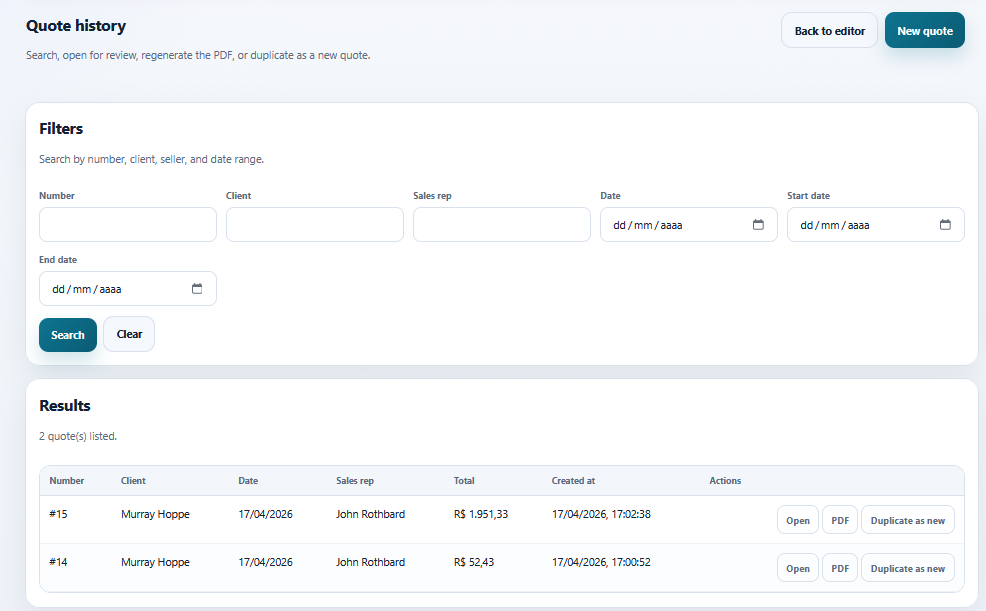 Quote history
Back to editor
New quote
Search, open for review, regenerate the PDF, or duplicate as a new quote.
Filters
Search by number, client, seller, and date range.
Number Client Sales rep Date Start date
dd/mm/aaaa dd/mm/aaaa
End date
dd/mm/aaaa
Search Clear
Results
2 quote(s) listed.
Number Client Date Sales rep Total Created at Actions
#15 Murray Hoppe 17/04/2026 John Rothbard R$ 1.951,33 17/04/2026, 17:02:38 Open PDF Duplicate as new
#14 Murray Hoppe 17/04/2026 John Rothbard R$ 52,43 17/04/2026, 17:00:52 Open PDF Duplicate as new